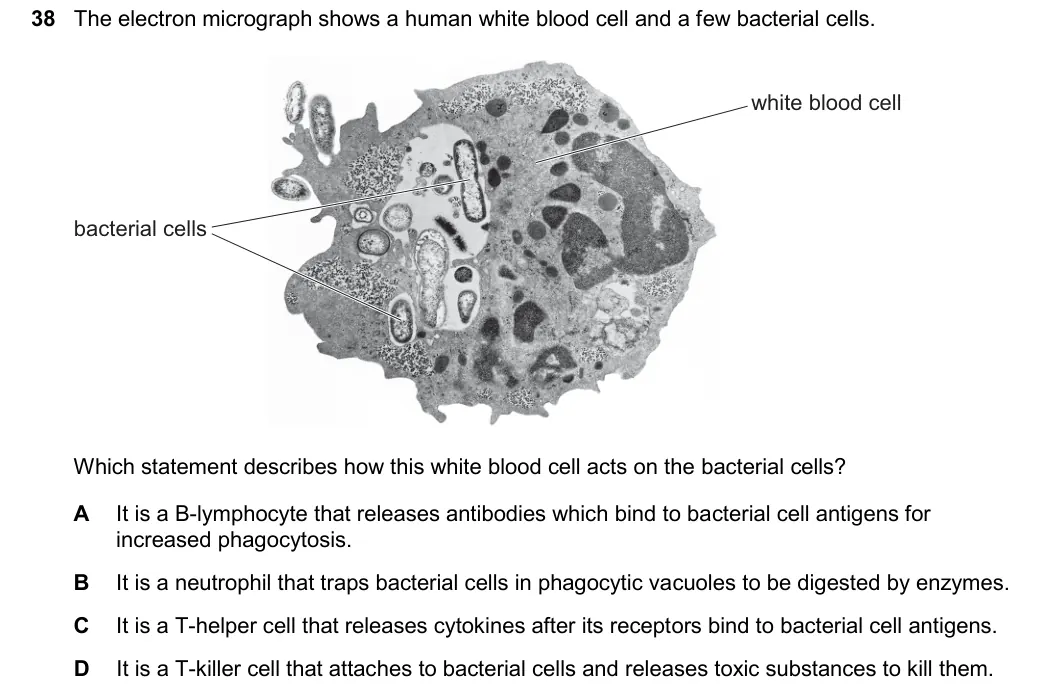 38 The electron micrograph shows a human white blood cell and a few bacterial cells.
white blood cell
bacterial cells
Which statement describes how this white blood cell acts on the bacterial cells?
A It is a B-lymphocyte that releases antibodies which bind to bacterial cell antigens for
increased phagocytosis.
B It is a neutrophil that traps bacterial cells in phagocytic vacuoles to be digested by enzymes.
C It is a T-helper cell that releases cytokines after its receptors bind to bacterial cell antigens.
D It is a T-killer cell that attaches to bacterial cells and releases toxic substances to kill them.